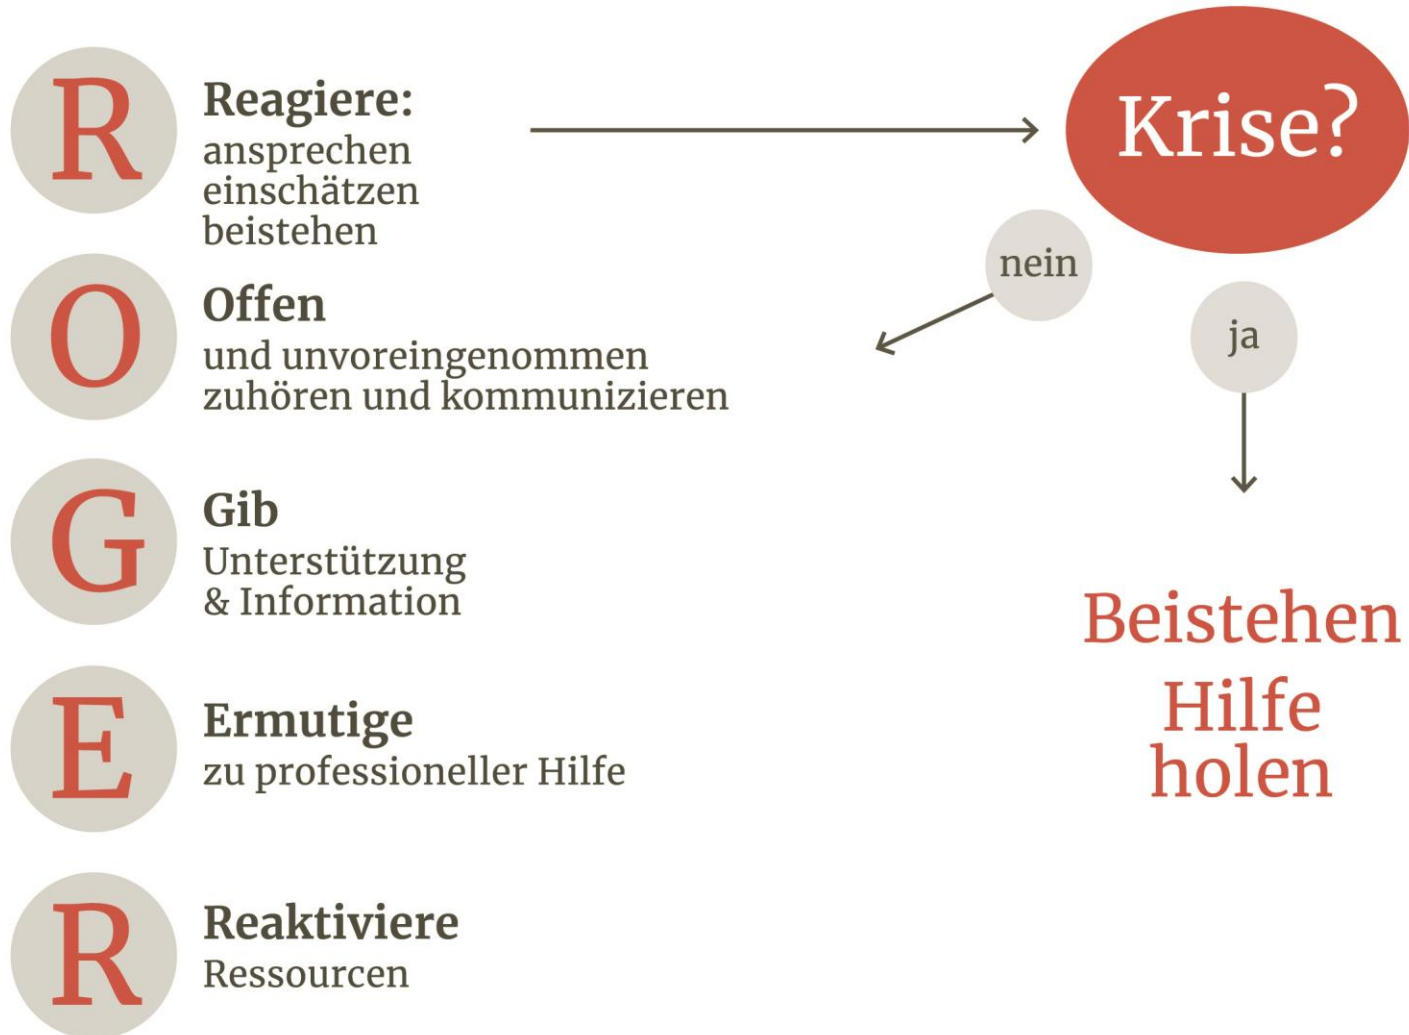 R
Reagiere:
ansprechen
einschätzen
beistehen
Krise?
nein
ja
O
Offen
und unvoreingenommen
zuhören und kommunizieren
G
Gib
Unterstützung
& Information
E
Ermutige
zu professioneller Hilfe
R
Reaktiviere
Ressourcen
Beistehen
Hilfe
holen